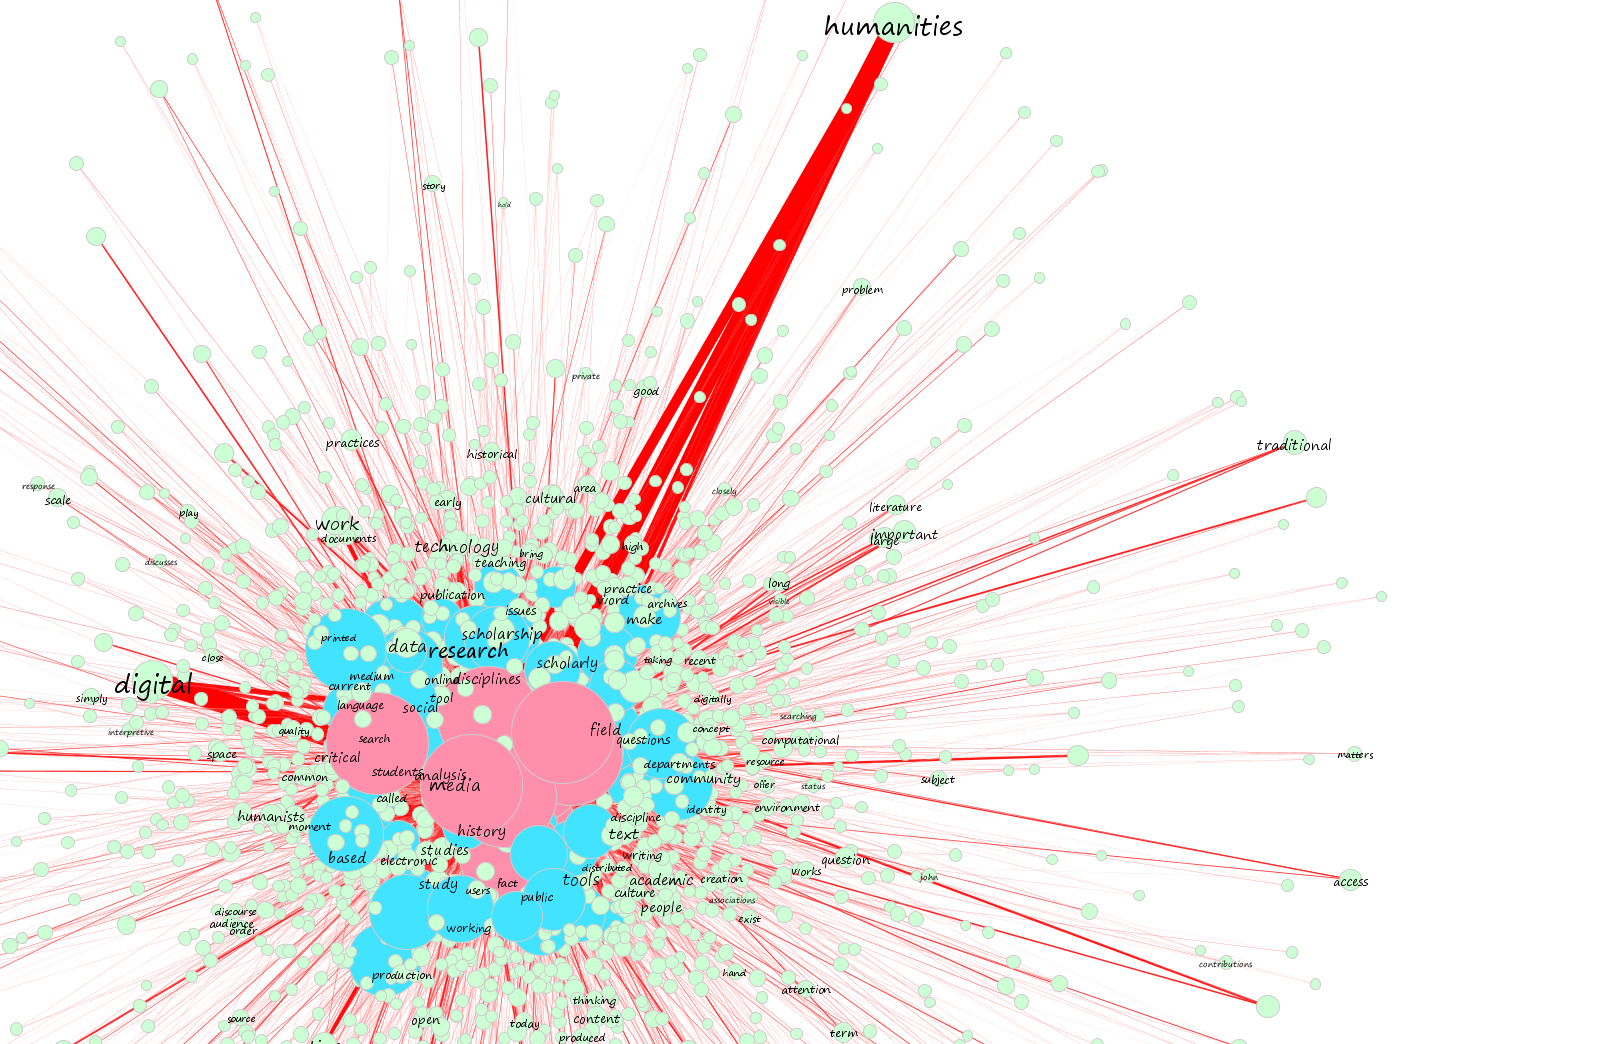 humanities
story
hold
problem
private
good
practices
traditional
historical
response
scale
area
cultural
closely
early
play
literature
work
documents
important
large
technology
high
bring
discusses
teaching
long
practice
publication
word
visible
archives
issues
make
printed
scholarship
data
research
close
scholarly
taking
recent
medium
online
disciplines
digital
current
simply
tool
digitally
language
social
searching
quality
field
concept
interpretive
search
questions
computational
space
critical
matters
departments
resource
students
analysis
common
community
subject
media
offer
status
called
environment
identity
humanists
discipline
moment
history
text
studies
based
writing
electronic
question
distributed
works
tools
academic
creation
john
access
study
fact
users
culture
public
associations
people
discourse
exist
audience
working
order
contributions
production
hand
attention
thinking
source
open
today
content
term
produced